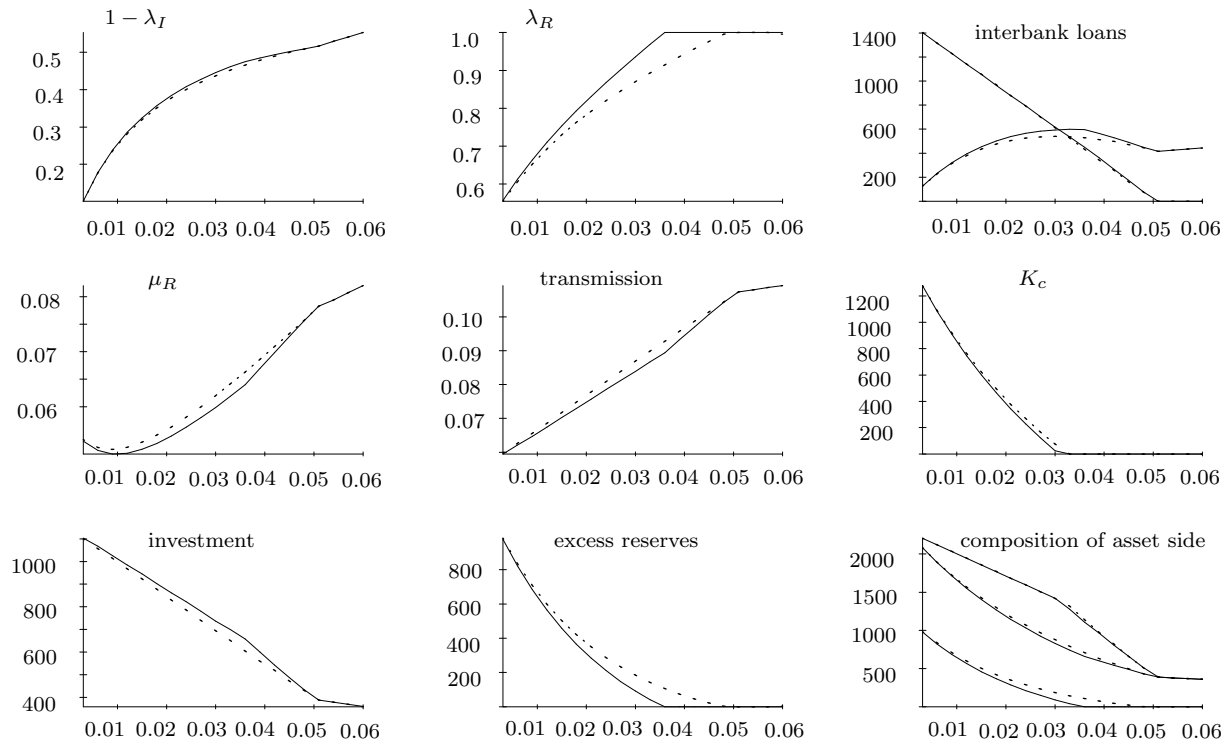 1 − λ_I
0.5
0.4
0.3
0.2
0.01 0.02 0.03 0.04 0.05 0.06
λ_R
1.0
0.9
0.8
0.7
0.6
0.01 0.02 0.03 0.04 0.05 0.06
interbank loans
1400
1000
600
200
0.01 0.02 0.03 0.04 0.05 0.06
μ_R
0.08
0.07
0.06
0.01 0.02 0.03 0.04 0.05 0.06
transmission
0.10
0.09
0.08
0.07
0.01 0.02 0.03 0.04 0.05 0.06
K_c
1200
1000
800
600
400
200
0.01 0.02 0.03 0.04 0.05 0.06
investment
1000
800
600
400
0.01 0.02 0.03 0.04 0.05 0.06
excess reserves
800
600
400
200
0.01 0.02 0.03 0.04 0.05 0.06
composition of asset side
2000
1500
1000
500
0.01 0.02 0.03 0.04 0.05 0.06